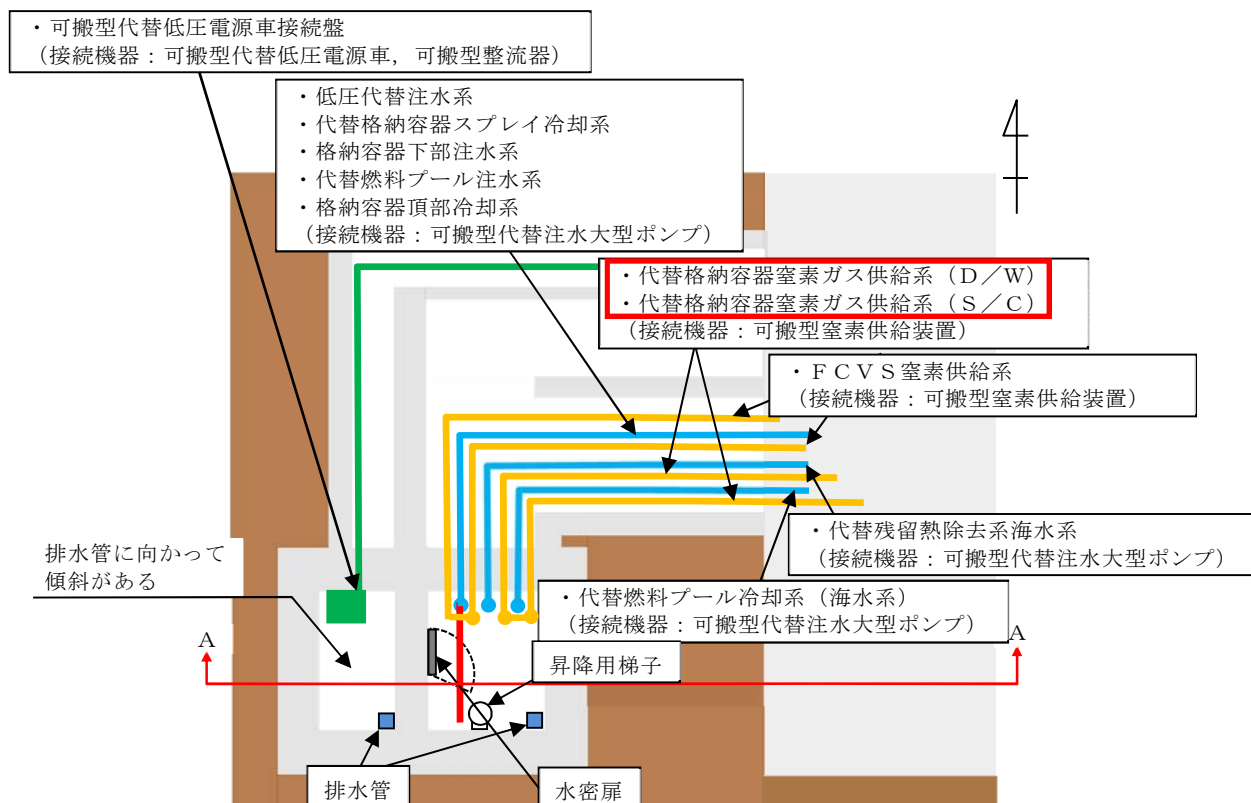 ・可搬型代替低圧電源車接続盤
（接続機器：可搬型代替低圧電源車，可搬型整流器）
・低圧代替注水系
・代替格納容器スプレイ冷却系
・格納容器下部注水系
・代替燃料プール注水系
・格納容器頂部冷却系
（接続機器：可搬型代替注水大型ポンプ）
・代替格納容器窒素ガス供給系（Ｄ／Ｗ）
・代替格納容器窒素ガス供給系（Ｓ／Ｃ）
（接続機器：可搬型窒素供給装置）
・ＦＣＶＳ窒素供給系
（接続機器：可搬型窒素供給装置）
・代替残留熱除去系海水系
（接続機器：可搬型代替注水大型ポンプ）
排水管に向かって
傾斜がある
・代替燃料プール冷却系（海水系）
（接続機器：可搬型代替注水大型ポンプ）
A
A
昇降用梯子
排水管
水密扉